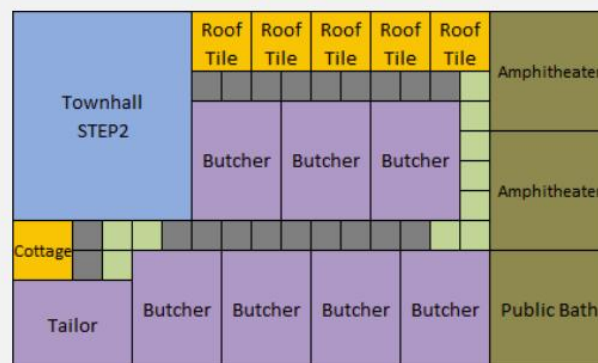 Roof Roof Roof Roof Roof
Tile Tile Tile Tile Tile
Amphitheater
Townhall
STEP2
Butcher Butcher Butcher
Amphitheater
Cottage
Butcher Butcher Butcher Butcher Public Bath
Tailor